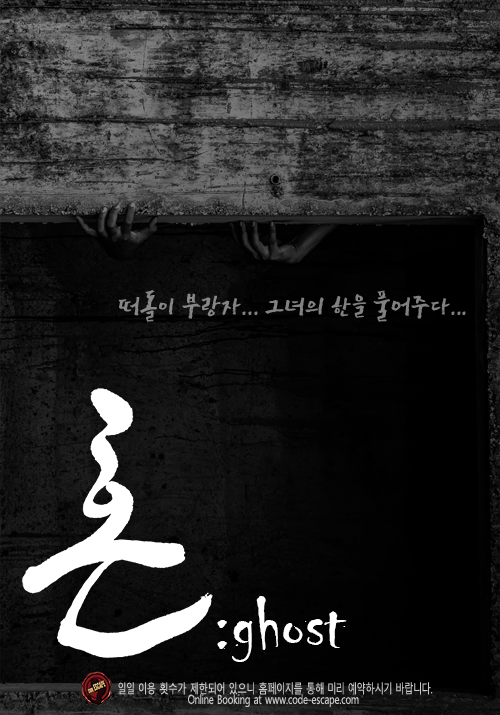 떠돌이 부랑자... 그녀의 한을 풀어주다...
혼
:ghost
일일 이용 횟수가 제한되어 있으니 홈페이지를 통해 미리 예약하시기 바랍니다.
Online Booking at www.code-escape.com